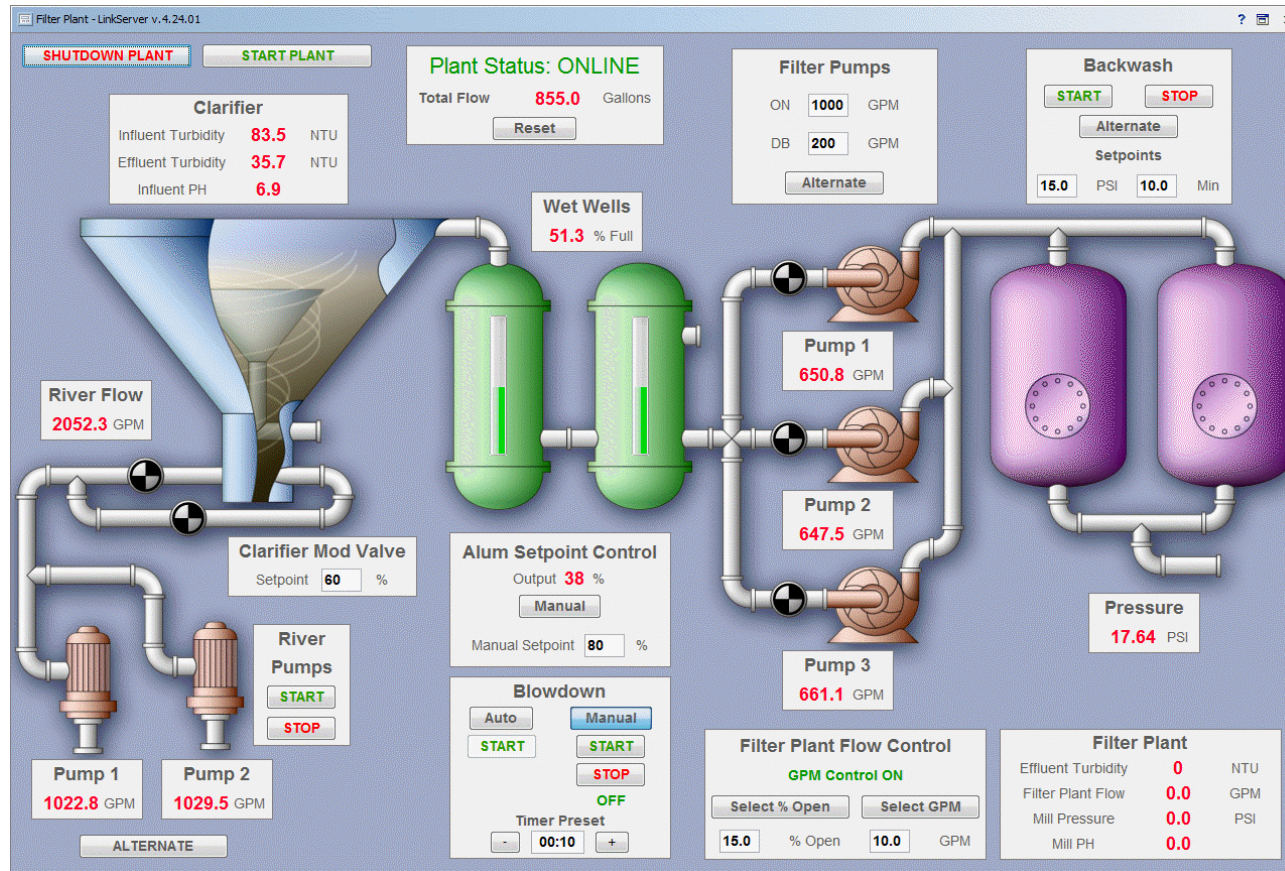 Filter Plant - LinkServer v.4.24.01
?
SHUTDOWN PLANT
START PLANT
Plant Status: ONLINE
Total Flow 855.0 Gallons
Reset
Filter Pumps
ON 1000 GPM
DB 200 GPM
Alternate
Backwash
START STOP
Alternate
Setpoints
15.0 PSI 10.0 Min
Clarifier
Influent Turbidity 83.5 NTU
Effluent Turbidity 35.7 NTU
Influent PH 6.9
Wet Wells
51.3 % Full
Pump 1
650.8 GPM
River Flow
2052.3 GPM
Pump 2
647.5 GPM
Clarifier Mod Valve
Setpoint 60 %
Alum Setpoint Control
Output 38 %
Manual
Manual Setpoint 80 %
Pressure
17.64 PSI
River
Pumps
START
STOP
Pump 3
661.1 GPM
Blowdown
Auto Manual
START START
STOP
OFF
Timer Preset
- 00:10 +
Pump 1
1022.8 GPM
Pump 2
1029.5 GPM
ALTERNATE
Filter Plant Flow Control
GPM Control ON
Select % Open Select GPM
15.0 % Open 10.0 GPM
Filter Plant
Effluent Turbidity 0 NTU
Filter Plant Flow 0.0 GPM
Mill Pressure 0.0 PSI
Mill PH 0.0